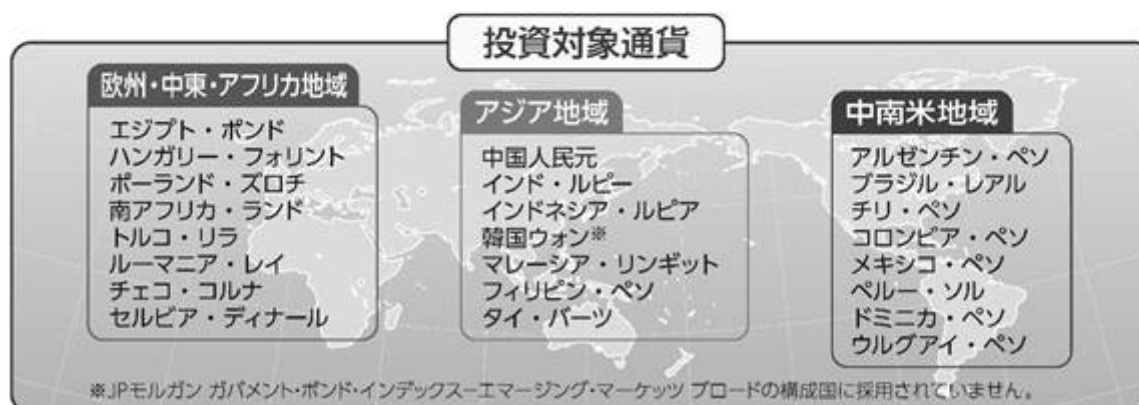 投資対象通貨
欧州・中東・アフリカ地域
エジプト・ポンド
ハンガリー・フォリント
ポーランド・ズロチ
南アフリカ・ランド
トルコ・リラ
ルーマニア・レイ
チェコ・コルナ
セルビア・ディナール
アジア地域
中国人民元
インド・ルピー
インドネシア・ルピア
韓国ウォン※
マレーシア・リンギット
フィリピン・ペソ
タイ・バーツ
中南米地域
アルゼンチン・ペソ
ブラジル・レアル
チリ・ペソ
コロンビア・ペソ
メキシコ・ペソ
ペルー・ソル
ドミニカ・ペソ
ウルグアイ・ペソ
※JPモルガン ガバメント・ボンド・インデックス−エマージング・マーケッツ ブロードの構成国に採用されていません。